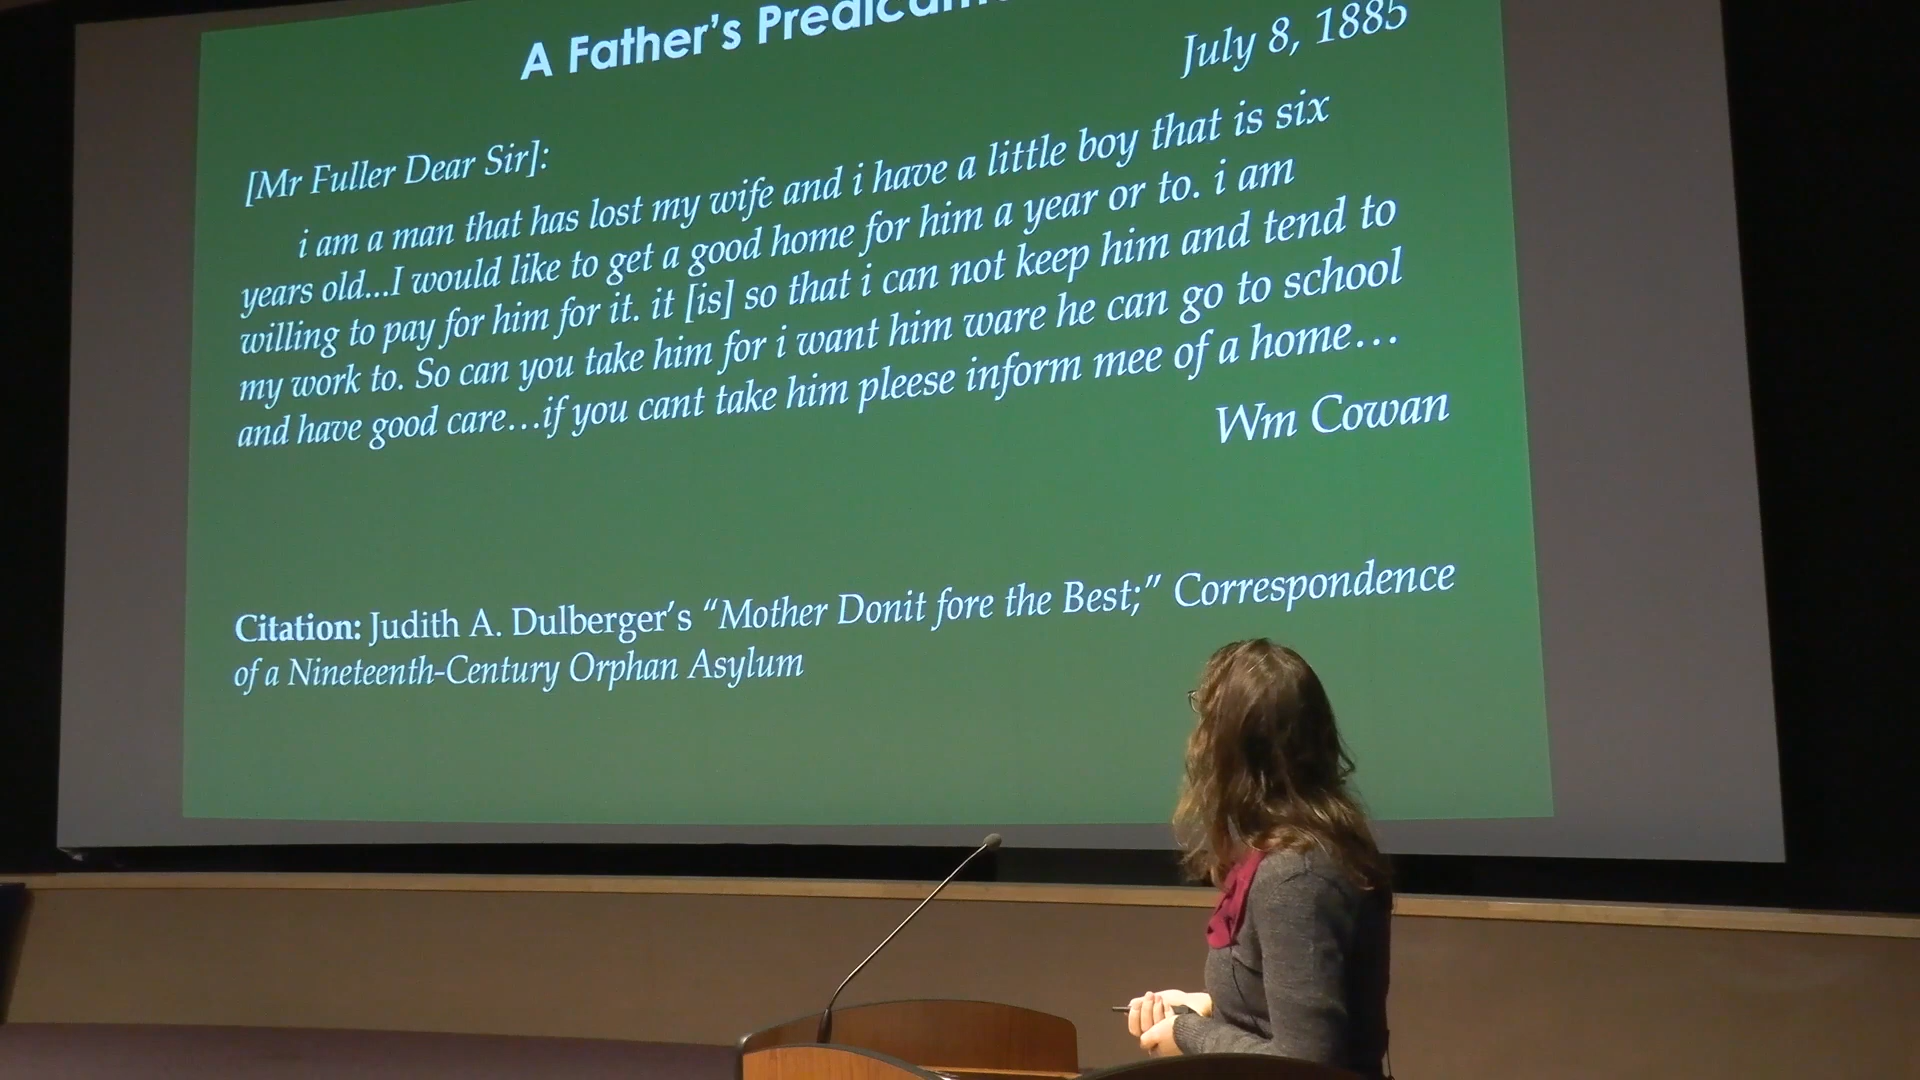 A Father's
July 8, 1885
[Mr Fuller Dear Sir]:
i am a man that has lost my wife and i have a little boy that is six
years old...I would like to get a good home for him a year or to. i am
willing to pay for him for it. it [is] so that i can not keep him and tend to
my work to. So can you take him for i want him ware he can go to school
and have good care...if you cant take him pleese inform mee of a home...
Wm Cowan
Citation: Judith A. Dulberger's “Mother Donit fore the Best;” Correspondence
of a Nineteenth-Century Orphan Asylum